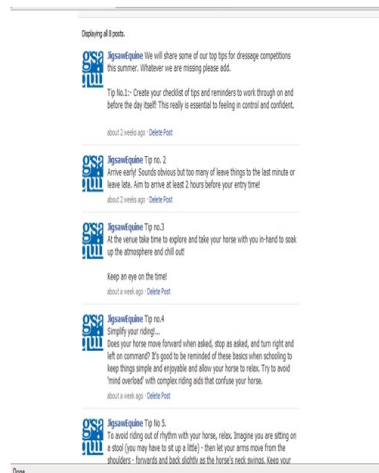 Displaying all 8 posts.
JigsawEquine We will share some of our top tips for dressage competitions
this summer. Whatever we are missing please add.
Tip No.1:- Create your checklist of tips and reminders to work through on and
before the day itself! This really is essential to feeling in control and confident.
about 2 weeks ago · Delete Post
JigsawEquine Tip no. 2
Arrive early! Sounds obvious but too many of leave things to the last minute or
leave late. Aim to arrive at least 2 hours before your entry time!
about 2 weeks ago · Delete Post
JigsawEquine Tip no.3
At the venue take time to explore and take your horse with you in-hand to soak
up the atmosphere and chill out!
Keep an eye on the time!
about a week ago · Delete Post
JigsawEquine Tip no.4
Simplify your riding!...
Does your horse move forward when asked, stop as asked, and turn right and
left on command? It's good to be reminded of these basics when schooling to
keep things simple and enjoyable and allow your horse to relax. Try to avoid
'mind overload' with complex riding aids that confuse your horse.
about a week ago · Delete Post
JigsawEquine Tip No 5.
To avoid riding out of rhythm with your horse, relax. Imagine you are sitting on
a stool (you may have to sit up a little) - then let your arms move from the
shoulders - forwards and back slightly as the horse's neck swings. Keep your
Done